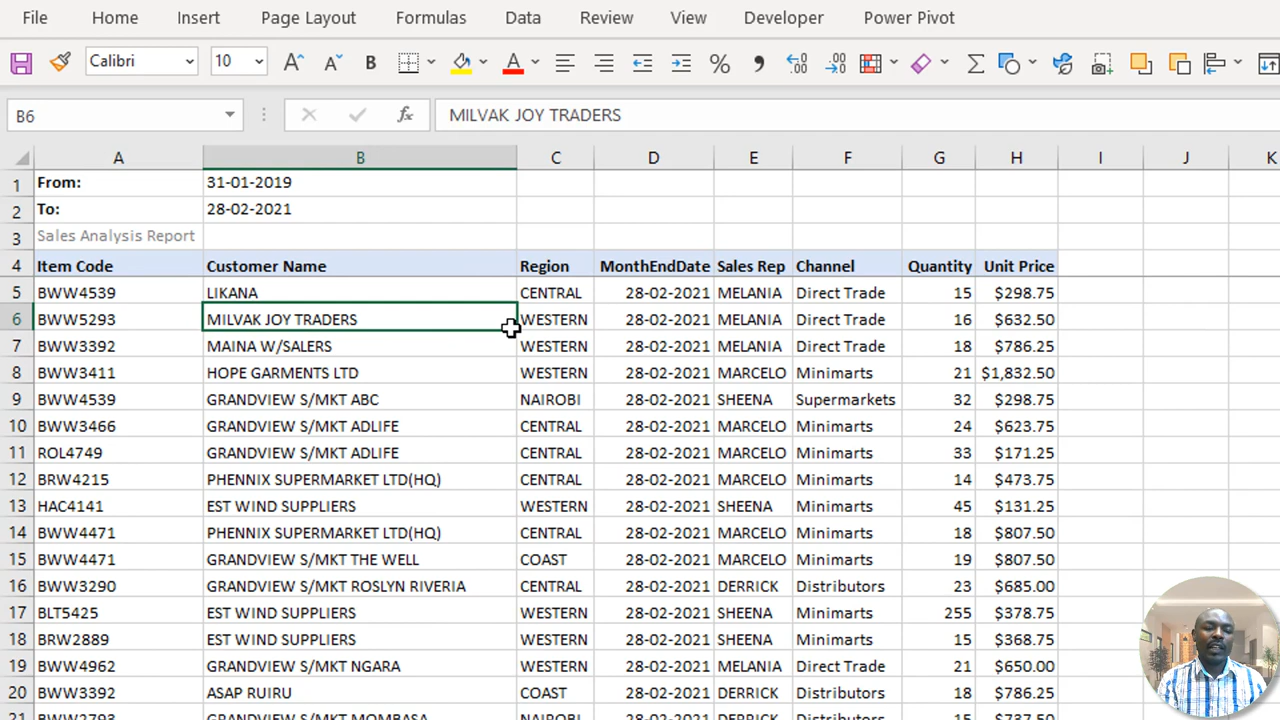 File Home Insert Page Layout Formulas Data Review View Developer Power Pivot
Calibri 10 A A B A % ,
B6 fx MILVAK JOY TRADERS
A B C D E F G H I J K
1 From: 31-01-2019
2 To: 28-02-2021
3 Sales Analysis Report
4 Item Code Customer Name Region MonthEndDate Sales Rep Channel Quantity Unit Price
5 BWW4539 LIKANA CENTRAL 28-02-2021 MELANIA Direct Trade 15 $298.75
6 BWW5293 MILVAK JOY TRADERS WESTERN 28-02-2021 MELANIA Direct Trade 16 $632.50
7 BWW3392 MAINA W/SALERS WESTERN 28-02-2021 MELANIA Direct Trade 18 $786.25
8 BWW3411 HOPE GARMENTS LTD WESTERN 28-02-2021 MARCELO Minimarts 21 $1,832.50
9 BWW4539 GRANDVIEW S/MKT ABC NAIROBI 28-02-2021 SHEENA Supermarkets 32 $298.75
10 BWW3466 GRANDVIEW S/MKT ADLIFE CENTRAL 28-02-2021 MARCELO Minimarts 24 $623.75
11 ROL4749 GRANDVIEW S/MKT ADLIFE CENTRAL 28-02-2021 MARCELO Minimarts 33 $171.25
12 BRW4215 PHENNIX SUPERMARKET LTD(HQ) CENTRAL 28-02-2021 MARCELO Minimarts 14 $473.75
13 HAC4141 EST WIND SUPPLIERS WESTERN 28-02-2021 SHEENA Minimarts 45 $131.25
14 BWW4471 PHENNIX SUPERMARKET LTD(HQ) CENTRAL 28-02-2021 MARCELO Minimarts 18 $807.50
15 BWW4471 GRANDVIEW S/MKT THE WELL COAST 28-02-2021 MARCELO Minimarts 19 $807.50
16 BWW3290 GRANDVIEW S/MKT ROSLYN RIVERIA CENTRAL 28-02-2021 DERRICK Distributors 23 $685.00
17 BLT5425 EST WIND SUPPLIERS WESTERN 28-02-2021 SHEENA Minimarts 255 $378.75
18 BRW2889 EST WIND SUPPLIERS WESTERN 28-02-2021 SHEENA Minimarts 15 $368.75
19 BWW4962 GRANDVIEW S/MKT NGARA WESTERN 28-02-2021 MELANIA Direct Trade 21 $650.00
20 BWW3392 ASAP RUIRU COAST 28-02-2021 DERRICK Distributors 18 $786.25
21 BWW2793 GRANDVIEW S/MKT MOMBASA NAIROBI 28-02-2021 DERRICK Distributors 15 $737.50